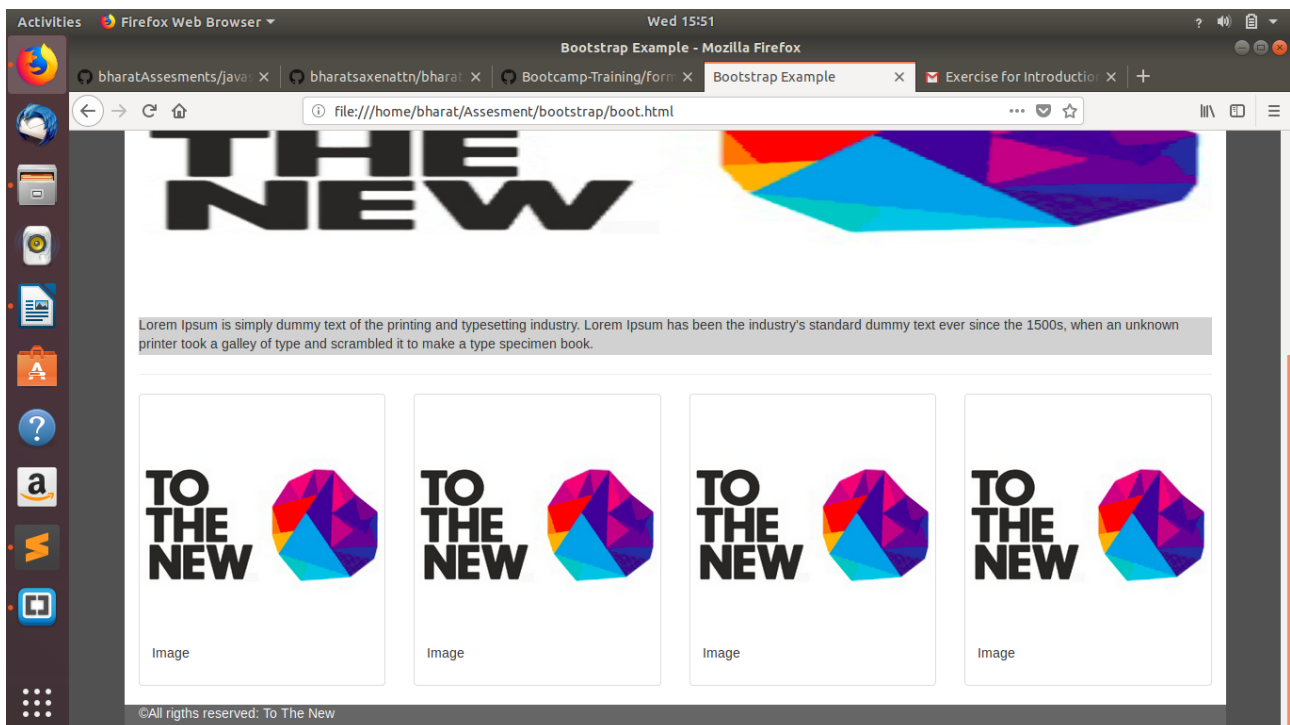 Activities
Firefox Web Browser
Wed 15:51
?
Bootstrap Example - Mozilla Firefox
bharatAssesments/javas
bharatsaxenattn/bharat
Bootcamp-Training/form
Bootstrap Example
Exercise for Introduction
file:///home/bharat/Assesment/bootstrap/boot.html
THE
NEW
Lorem Ipsum is simply dummy text of the printing and typesetting industry. Lorem Ipsum has been the industry's standard dummy text ever since the 1500s, when an unknown
printer took a galley of type and scrambled it to make a type specimen book.
TO
THE
NEW
Image
TO
THE
NEW
Image
TO
THE
NEW
Image
TO
THE
NEW
Image
©All rigths reserved: To The New